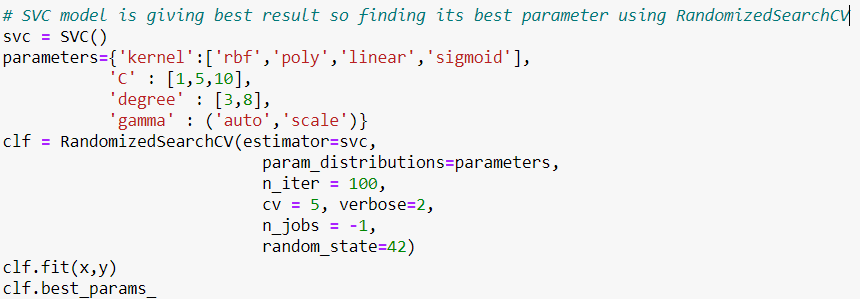 # SVC model is giving best result so finding its best parameter using RandomizedSearchCV
svc = SVC()
parameters={'kernel':['rbf','poly','linear','sigmoid'],
'C' : [1,5,10],
'degree' : [3,8],
'gamma' : ('auto','scale')}
clf = RandomizedSearchCV(estimator=svc,
param_distributions=parameters,
n_iter = 100,
cv = 5, verbose=2,
n_jobs = -1,
random_state=42)
clf.fit(x,y)
clf.best_params_